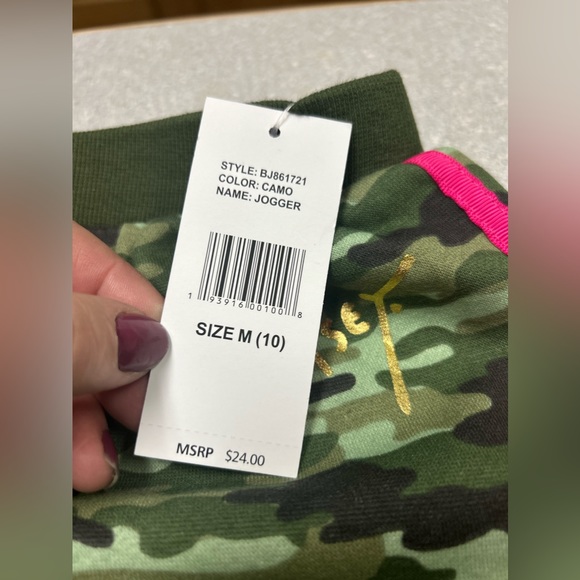 STYLE: BJ861721
COLOR: CAMO
NAME: JOGGER
1 93916 00100 8
SIZE M (10)
MSRP $24.00